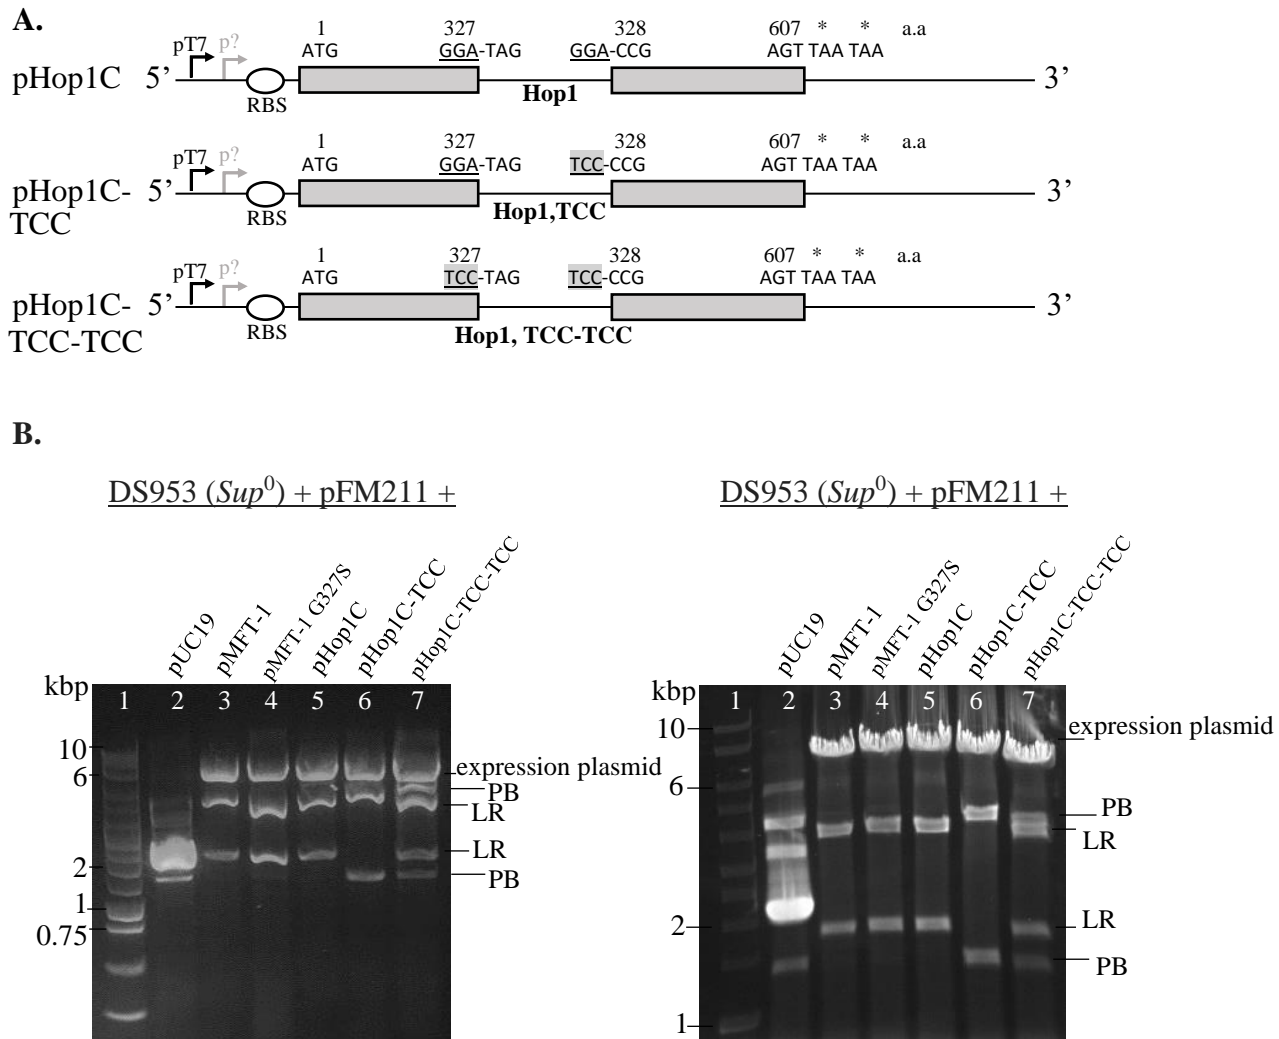 A.
1 327 328 607 * * a.a
pT7 p? ATG GGA-TAG GGA-CCG AGT TAA TAA
pHop1C 5’ 3’
RBS Hop1
1 327 328 607 * * a.a
pT7 p? ATG GGA-TAG TCC-CCG AGT TAA TAA
pHop1C-TCC 5’ 3’
RBS Hop1,TCC
1 327 328 607 * * a.a
pT7 p? ATG TCC-TAG TCC-CCG AGT TAA TAA
pHop1C-TCC-TCC 5’ 3’
RBS Hop1, TCC-TCC
B.
DS953 (Sup0) + pFM211 +
pUC19
pMFT-1
pMFT-1 G327S
pHop1C
pHop1C-TCC
pHop1C-TCC-TCC
kbp 1 2 3 4 5 6 7
10
6
2
1
0.75
expression plasmid
PB
LR
LR
PB
DS953 (Sup0) + pFM211 +
pUC19
pMFT-1
pMFT-1 G327S
pHop1C
pHop1C-TCC
pHop1C-TCC-TCC
kbp 1 2 3 4 5 6 7
10
6
2
1
expression plasmid
PB
LR
LR
PB